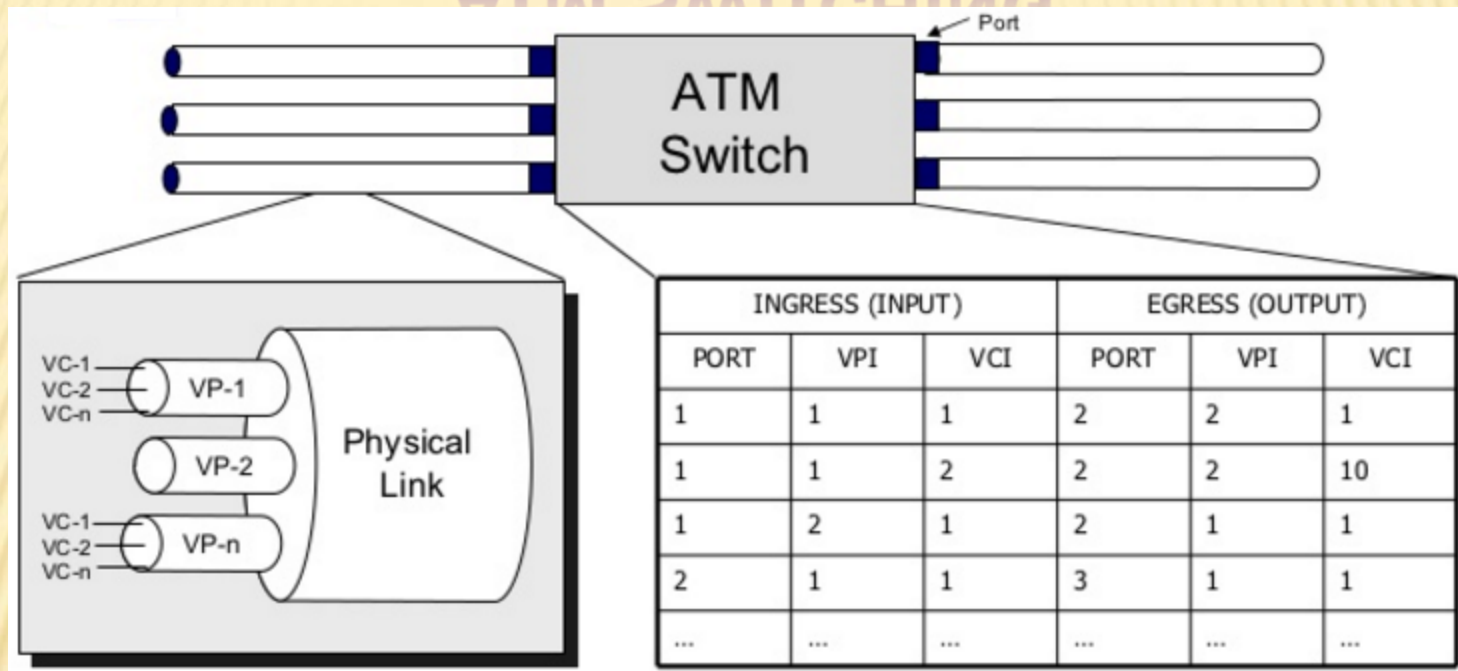 Port
ATM
Switch
VC-1
VC-2
VC-n
VP-1
VP-2
VC-1
VC-2
VC-n
VP-n
Physical
Link
INGRESS (INPUT) EGRESS (OUTPUT)
PORT VPI VCI PORT VPI VCI
1 1 1 2 2 1
1 1 2 2 2 10
1 2 1 2 1 1
2 1 1 3 1 1
... ... ... ... ... ...